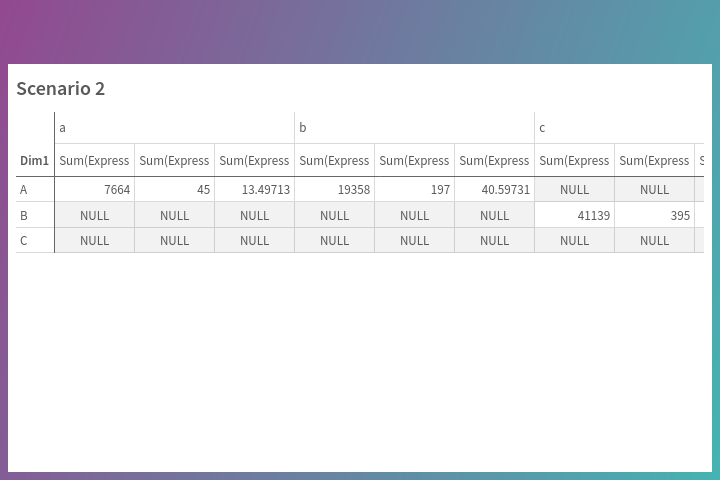 Scenario 2
a b c
Dim1 Sum(Express Sum(Express Sum(Express Sum(Express Sum(Express Sum(Express Sum(Express Sum(Express S
A 7664 45 13.49713 19358 197 40.59731 NULL NULL
B NULL NULL NULL NULL NULL NULL 41139 395
C NULL NULL NULL NULL NULL NULL NULL NULL